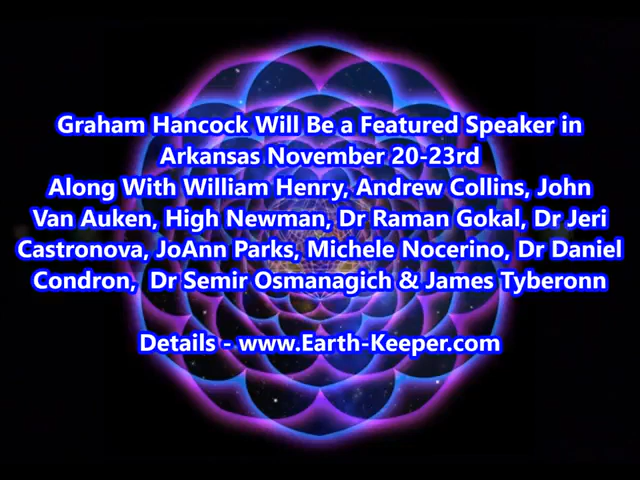 Graham Hancock Will Be a Featured Speaker in
Arkansas November 20-23rd
Along With William Henry, Andrew Collins, John
Van Auken, High Newman, Dr Raman Gokal, Dr Jeri
Castronova, JoAnn Parks, Michele Nocerino, Dr Daniel
Condron,  Dr Semir Osmanagich & James Tyberonn
Details - www.Earth-Keeper.com